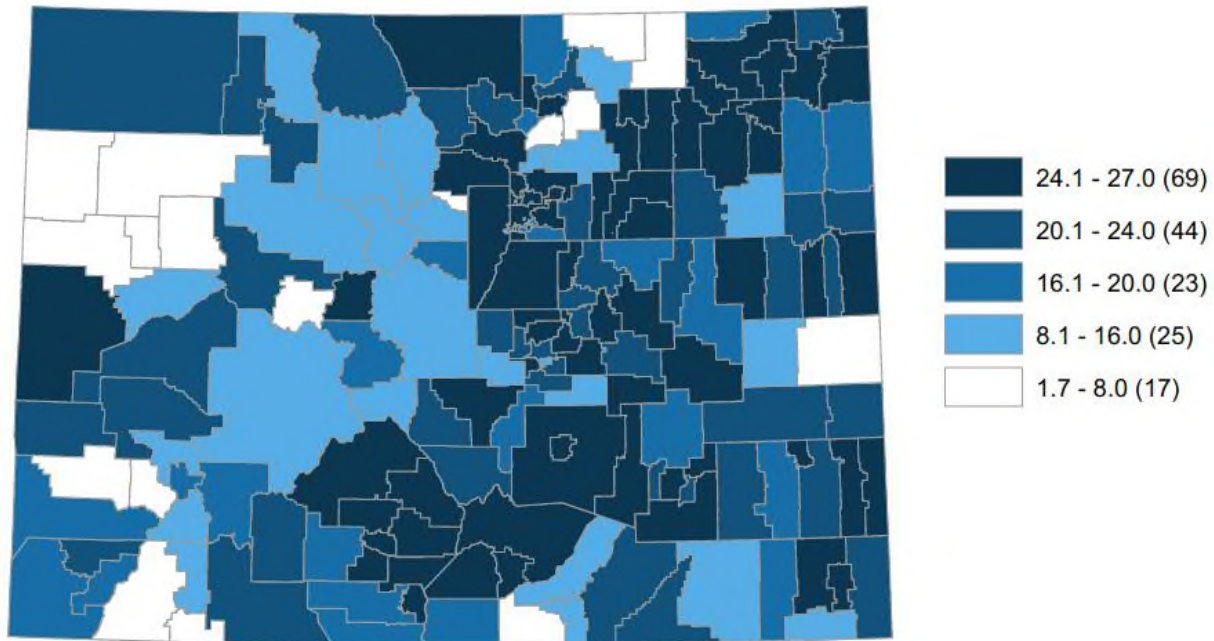 24.1 - 27.0 (69)
20.1 - 24.0 (44)
16.1 - 20.0 (23)
8.1 - 16.0 (25)
1.7 - 8.0 (17)